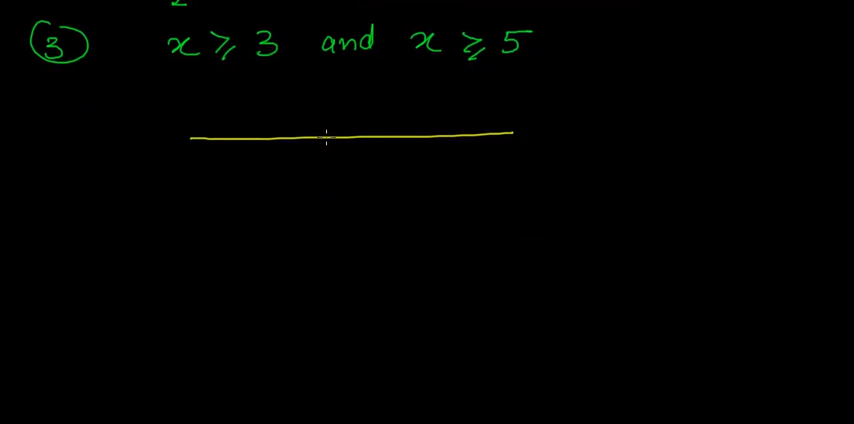 3 x ⩾ 3 and x ⩾ 5